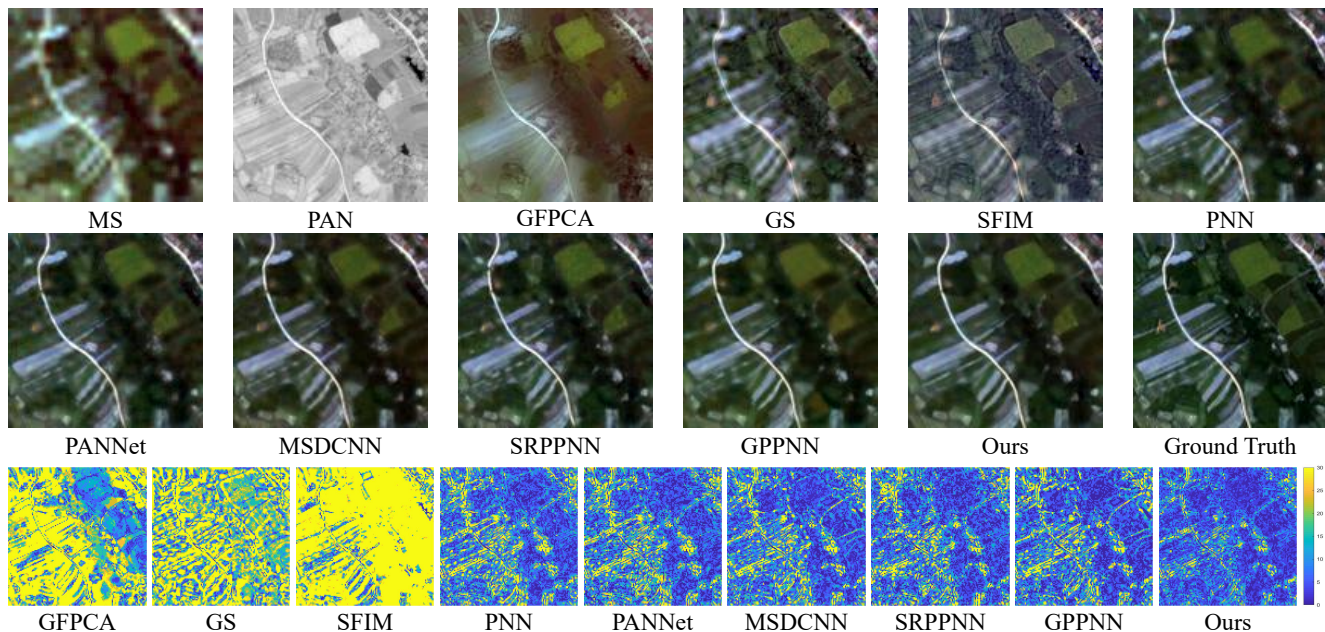 MS PAN GFPCA GS SFIM PNN
PANNet MSDCNN SRPPNN GPPNN Ours Ground Truth
30
25
20
15
10
5
0
GFPCA GS SFIM PNN PANNet MSDCNN SRPPNN GPPNN Ours